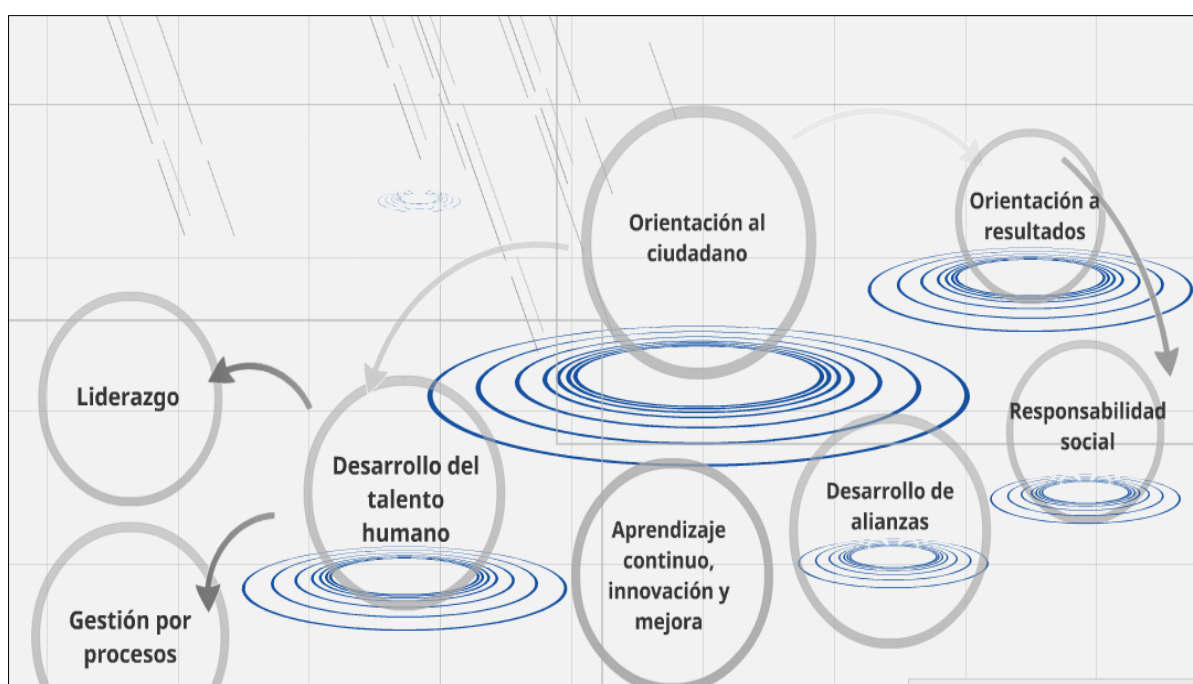 Orientación al
ciudadano
Orientación a
resultados
Liderazgo
Desarrollo del
talento
humano
Gestión por
procesos
Aprendizaje
continuo,
innovación y
mejora
Desarrollo de
alianzas
Responsabilidad
social